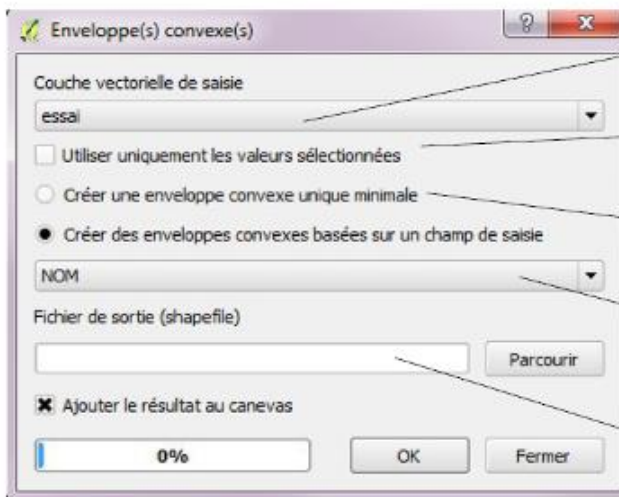 Enveloppe(s) convexe(s)
Couche vectorielle de saisie
essai
Utiliser uniquement les valeurs sélectionnées
Créer une enveloppe convexe unique minimale
Créer des enveloppes convexes basées sur un champ de saisie
NOM
Fichier de sortie (shapefile)
Parcourir
Ajouter le résultat au canevas
0%
OK
Fermer